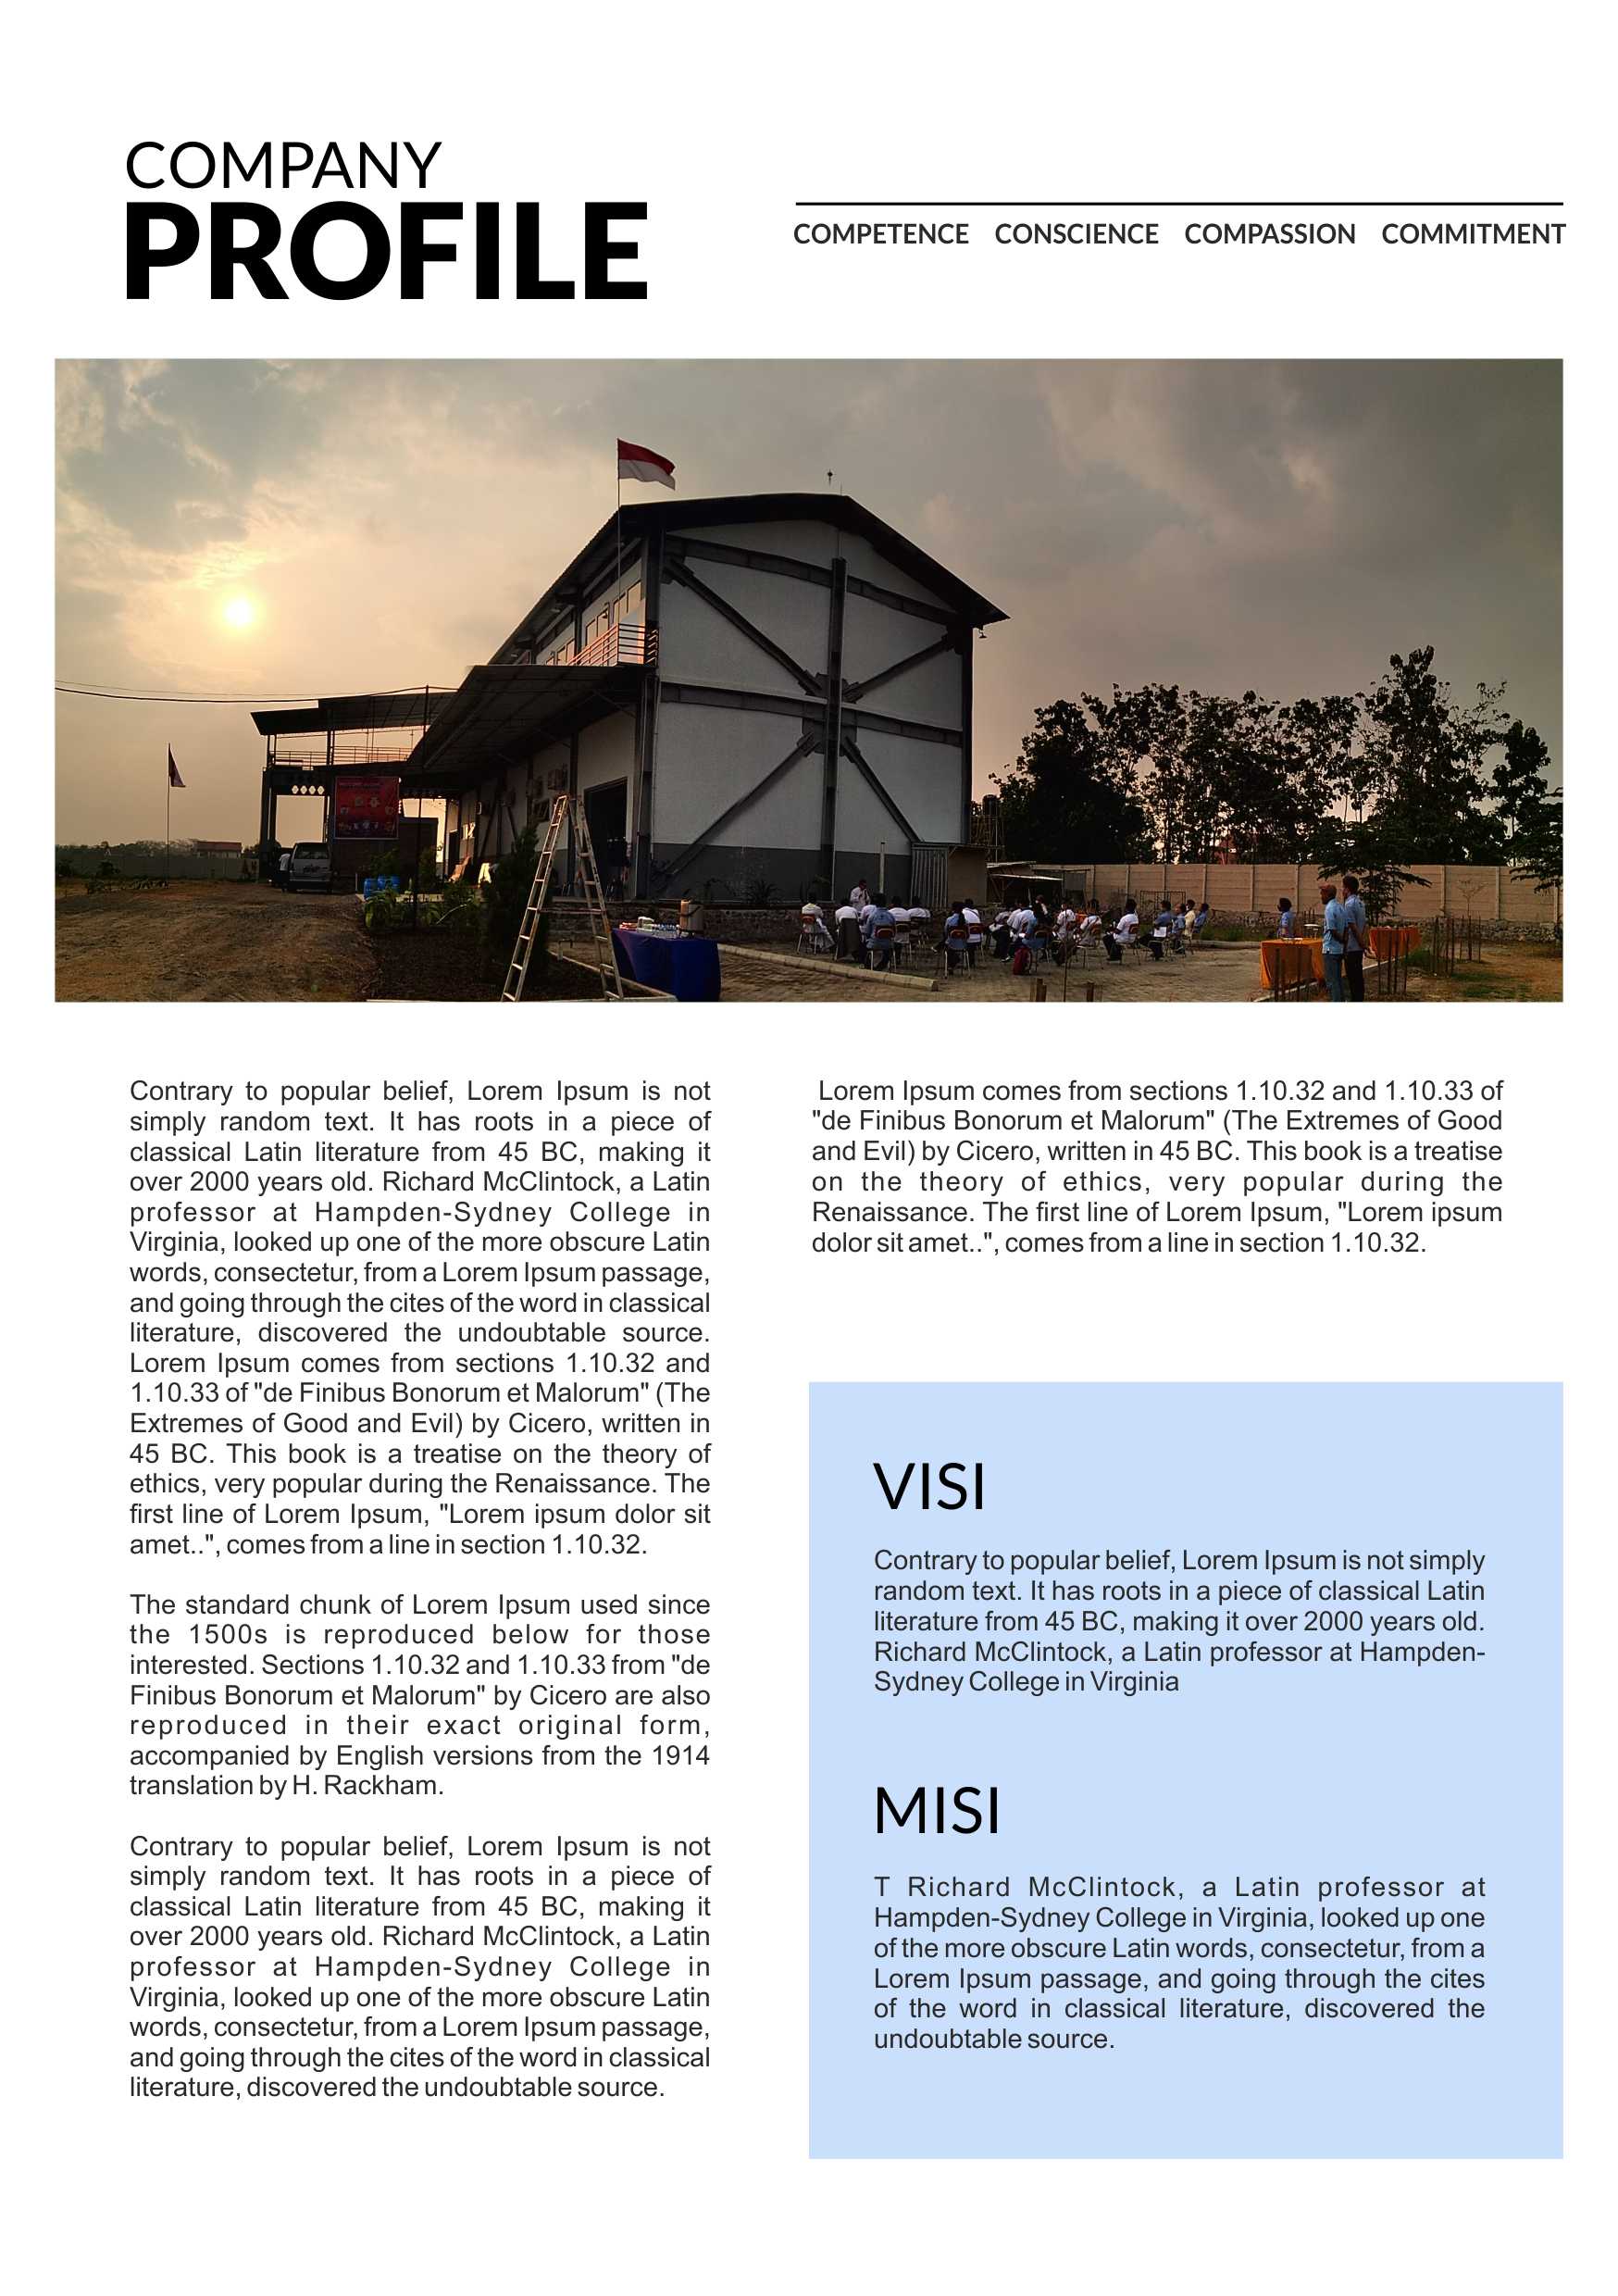 COMPANY
PROFILE
COMPETENCE CONSCIENCE COMPASSION COMMITMENT
Contrary to popular belief, Lorem Ipsum is not
simply random text. It has roots in a piece of
classical Latin literature from 45 BC, making it
over 2000 years old. Richard McClintock, a Latin
professor at Hampden-Sydney College in
Virginia, looked up one of the more obscure Latin
words, consectetur, from a Lorem Ipsum passage,
and going through the cites of the word in classical
literature, discovered the undoubtable source.
Lorem Ipsum comes from sections 1.10.32 and
1.10.33 of "de Finibus Bonorum et Malorum" (The
Extremes of Good and Evil) by Cicero, written in
45 BC. This book is a treatise on the theory of
ethics, very popular during the Renaissance. The
first line of Lorem Ipsum, "Lorem ipsum dolor sit
amet..", comes from a line in section 1.10.32.
The standard chunk of Lorem Ipsum used since
the 1500s is reproduced below for those
interested. Sections 1.10.32 and 1.10.33 from "de
Finibus Bonorum et Malorum" by Cicero are also
reproduced in their exact original form,
accompanied by English versions from the 1914
translation by H. Rackham.
Contrary to popular belief, Lorem Ipsum is not
simply random text. It has roots in a piece of
classical Latin literature from 45 BC, making it
over 2000 years old. Richard McClintock, a Latin
professor at Hampden-Sydney College in
Virginia, looked up one of the more obscure Latin
words, consectetur, from a Lorem Ipsum passage,
and going through the cites of the word in classical
literature, discovered the undoubtable source.
Lorem Ipsum comes from sections 1.10.32 and 1.10.33 of
"de Finibus Bonorum et Malorum" (The Extremes of Good
and Evil) by Cicero, written in 45 BC. This book is a treatise
on the theory of ethics, very popular during the
Renaissance. The first line of Lorem Ipsum, "Lorem ipsum
dolor sit amet..", comes from a line in section 1.10.32.
VISI
Contrary to popular belief, Lorem Ipsum is not simply
random text. It has roots in a piece of classical Latin
literature from 45 BC, making it over 2000 years old.
Richard McClintock, a Latin professor at Hampden-
Sydney College in Virginia
MISI
T Richard McClintock, a Latin professor at
Hampden-Sydney College in Virginia, looked up one
of the more obscure Latin words, consectetur, from a
Lorem Ipsum passage, and going through the cites
of the word in classical literature, discovered the
undoubtable source.